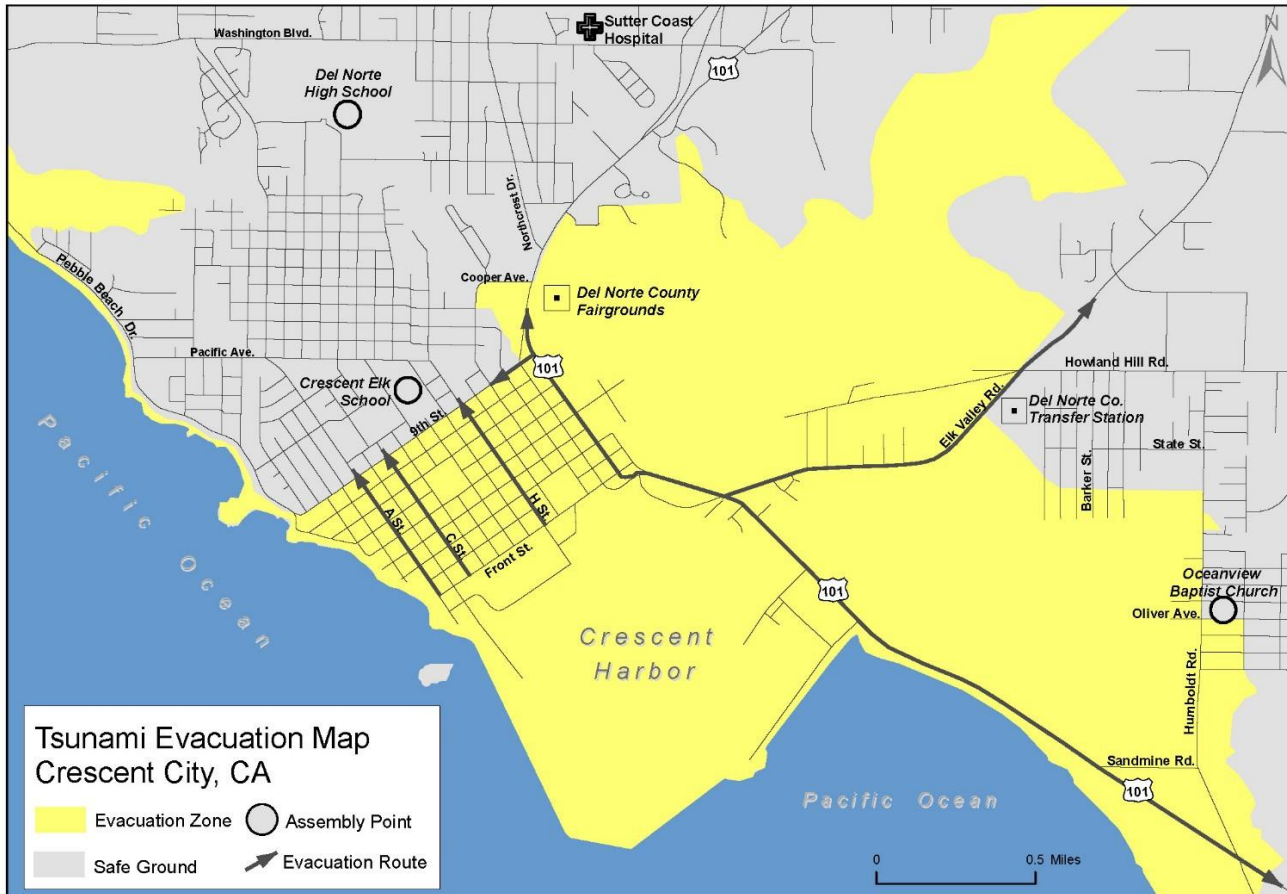 Washington Blvd.
Sutter Coast
Hospital
N
101
Del Norte
High School
Northcrest Dr.
Cooper Ave.
Del Norte County
Fairgrounds
Pebble Beach Dr.
Pacific Ave.
101
Howland Hill Rd.
Crescent Elk
School
9th St.
Elk Valley Rd.
Del Norte Co.
Transfer Station
State St.
Barker St.
Pacific Ocean
A St.
C St.
H St.
Front St.
101
Oceanview
Baptist Church
Oliver Ave.
Crescent
Harbor
Humboldt Rd.
Sandmine Rd.
101
Pacific Ocean
Tsunami Evacuation Map
Crescent City, CA
Evacuation Zone
Assembly Point
Safe Ground
Evacuation Route
0 0.5 Miles